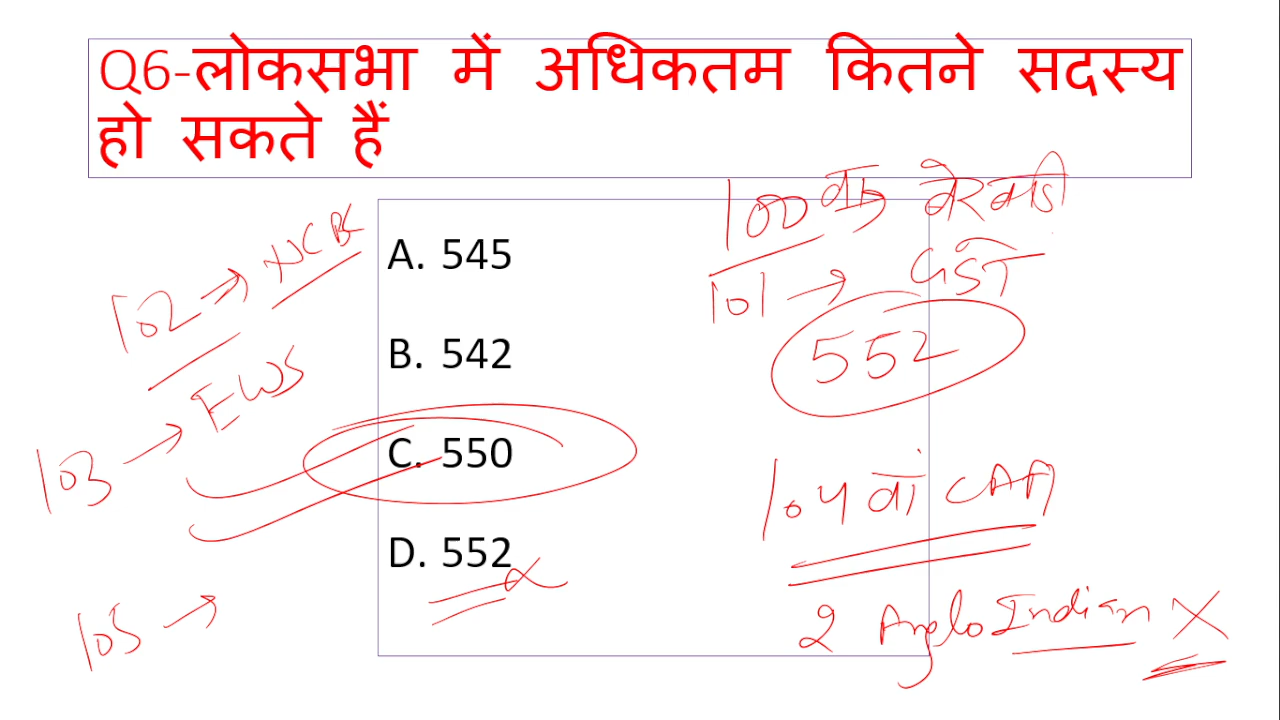 Q6-लोकसभा में अधिकतम कितने सदस्य
हो सकते हैं
100वां
101 → GST
552
102 → NCBC
103 → EWS
105 →
A. 545
B. 542
C. 550
D. 552
104 वां CAA
2 Anglo Indian X